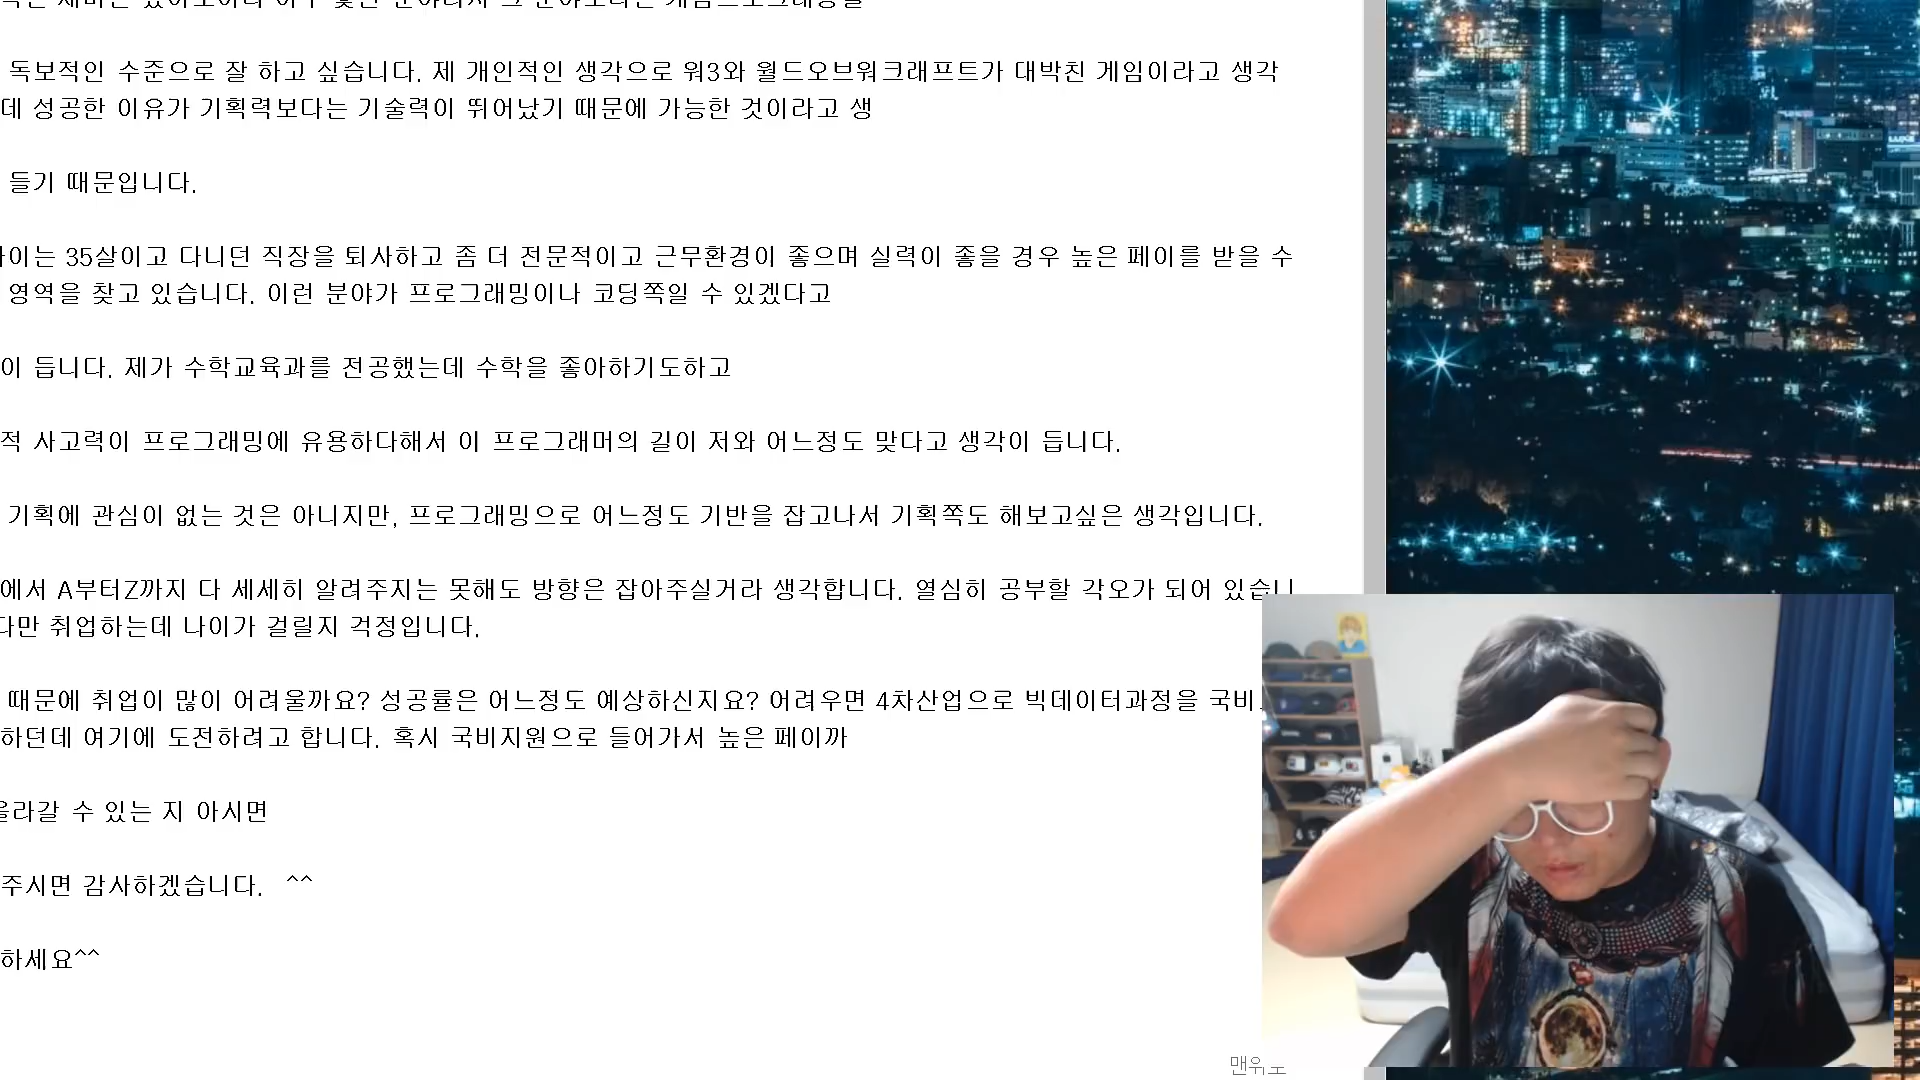 독보적인 수준으로 잘 하고 싶습니다. 제 개인적인 생각으로 워3와 월드오브워크래프트가 대박친 게임이라고 생각
데 성공한 이유가 기획력보다는 기술력이 뛰어났기 때문에 가능한 것이라고 생
들기 때문입니다.
나이는 35살이고 다니던 직장을 퇴사하고 좀 더 전문적이고 근무환경이 좋으며 실력이 좋을 경우 높은 페이를 받을 수
영역을 찾고 있습니다. 이런 분야가 프로그래밍이나 코딩쪽일 수 있겠다고
이 듭니다. 제가 수학교육과를 전공했는데 수학을 좋아하기도하고
적 사고력이 프로그래밍에 유용하다해서 이 프로그래머의 길이 저와 어느정도 맞다고 생각이 듭니다.
기획에 관심이 없는 것은 아니지만, 프로그래밍으로 어느정도 기반을 잡고나서 기획쪽도 해보고싶은 생각입니다.
에서 A부터Z까지 다 세세히 알려주지는 못해도 방향은 잡아주실거라 생각합니다. 열심히 공부할 각오가 되어 있습니
다만 취업하는데 나이가 걸릴지 걱정입니다.
때문에 취업이 많이 어려울까요? 성공률은 어느정도 예상하신지요? 어려우면 4차산업으로 빅데이터과정을 국비
하던데 여기에 도전하려고 합니다. 혹시 국비지원으로 들어가서 높은 페이까
올라갈 수 있는 지 아시면
주시면 감사하겠습니다. ^^
하세요^^
맨위로